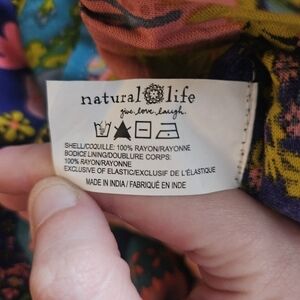 natural life
give. love. laugh.
SHELL/COQUILLE: 100% RAYON/RAYONNE
BODICE LINING/DOUBLURE CORPS:
100% RAYON/RAYONNE
EXCLUSIVE OF ELASTIC/EXCLUSIF DE L'ÉLASTIQUE
MADE IN INDIA / FABRIQUÉ EN INDE